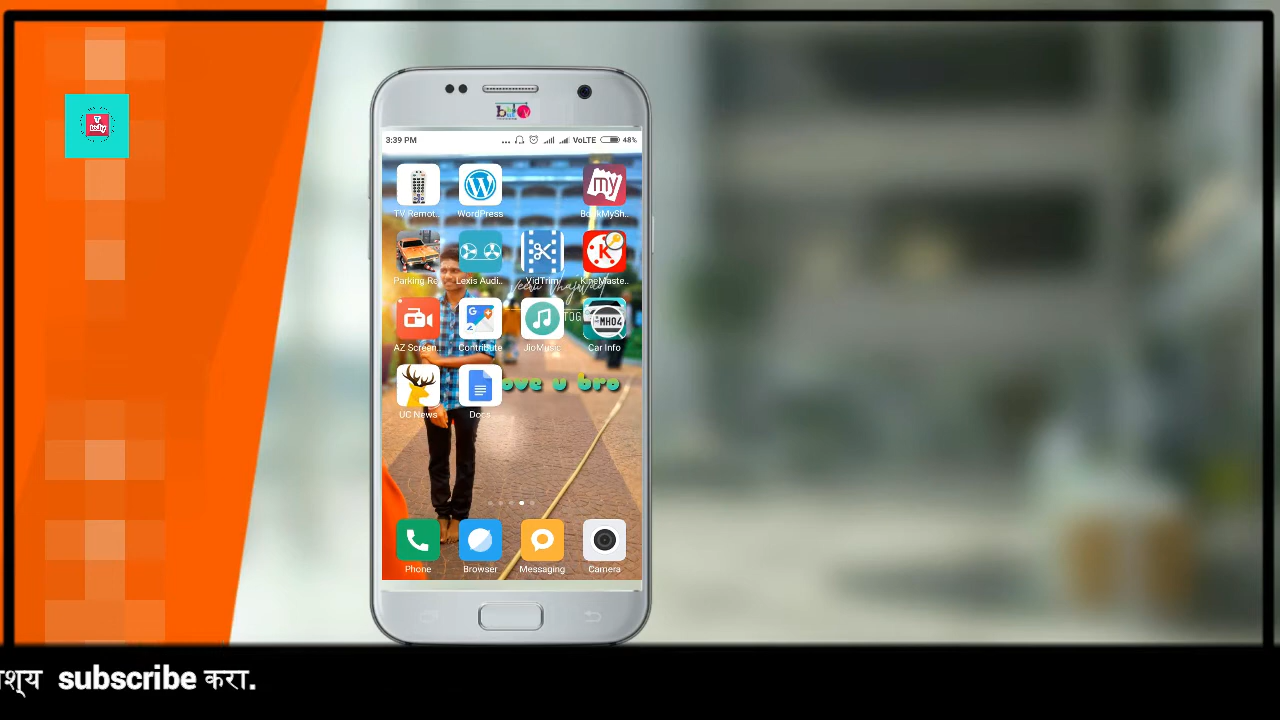 3:39 PM ... VoLTE 48%
TV Remot.. WordPress BookMySh..
Parking Re Lexis Audi.. VidTrim KineMaste..
AZ Screen.. Contribute JioMusic Car Info
UC News Docs ove u bro
Phone Browser Messaging Camera
श्य subscribe करा.